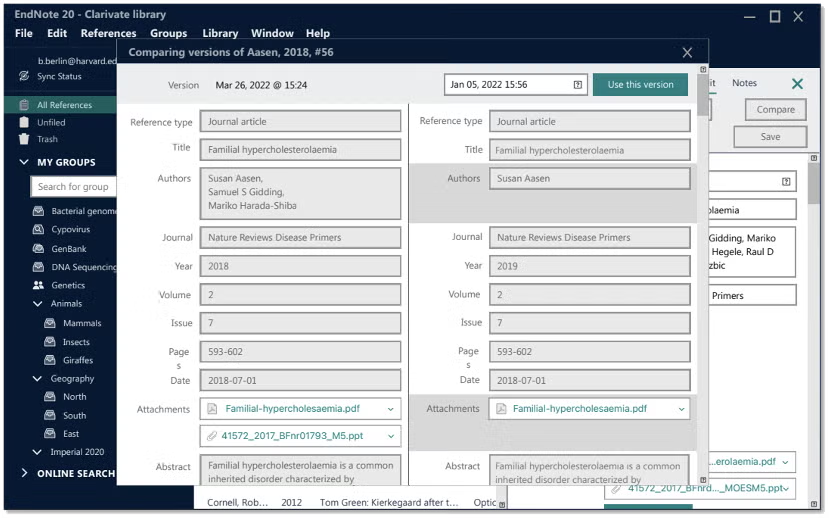 EndNote 20 - Clarivate library
File Edit References Groups Library Window Help
b.berlin@harvard.ed
Sync Status
All References
Unfiled
Trash
MY GROUPS
Search for group
Bacterial genom
Cypovirus
GenBank
DNA Sequencing
Genetics
Animals
Mammals
Insects
Giraffes
Geography
North
South
East
Imperial 2020
ONLINE SEARCH
Comparing versions of Aasen, 2018, #56
Version Mar 26, 2022 @ 15:24
Jan 05, 2022 15:56
Use this version
Reference type Journal article
Title Familial hypercholesterolaemia
Authors Susan Aasen,
Samuel S Gidding,
Mariko Harada-Shiba
Journal Nature Reviews Disease Primers
Year 2018
Volume 2
Issue 7
Page
s
593-602
Date 2018-07-01
Attachments Familial-hypercholesaemia.pdf
41572_2017_BFnr01793_M5.ppt
Abstract Familial hypercholesterolaemia is a common
inherited disorder characterized by
Reference type Journal article
Title Familial hypercholesterolaemia
Authors Susan Aasen
Journal Nature Reviews Disease Primers
Year 2019
Volume 2
Issue 7
Page
s
593-602
Date 2018-07-01
Attachments Familial-hypercholesaemia.pdf
Abstract Familial hypercholesterolaemia is a common
inherited disorder characterized by
it Notes
Compare
Save
olaemia
Gidding, Mariko
Hegele, Raul D
zbic
Primers
...erolaemia.pdf
41572_2017_BFnrd..._MOESM5.ppt
Cornell, Rob... 2012 Tom Green: Kierkegaard after t... Optic